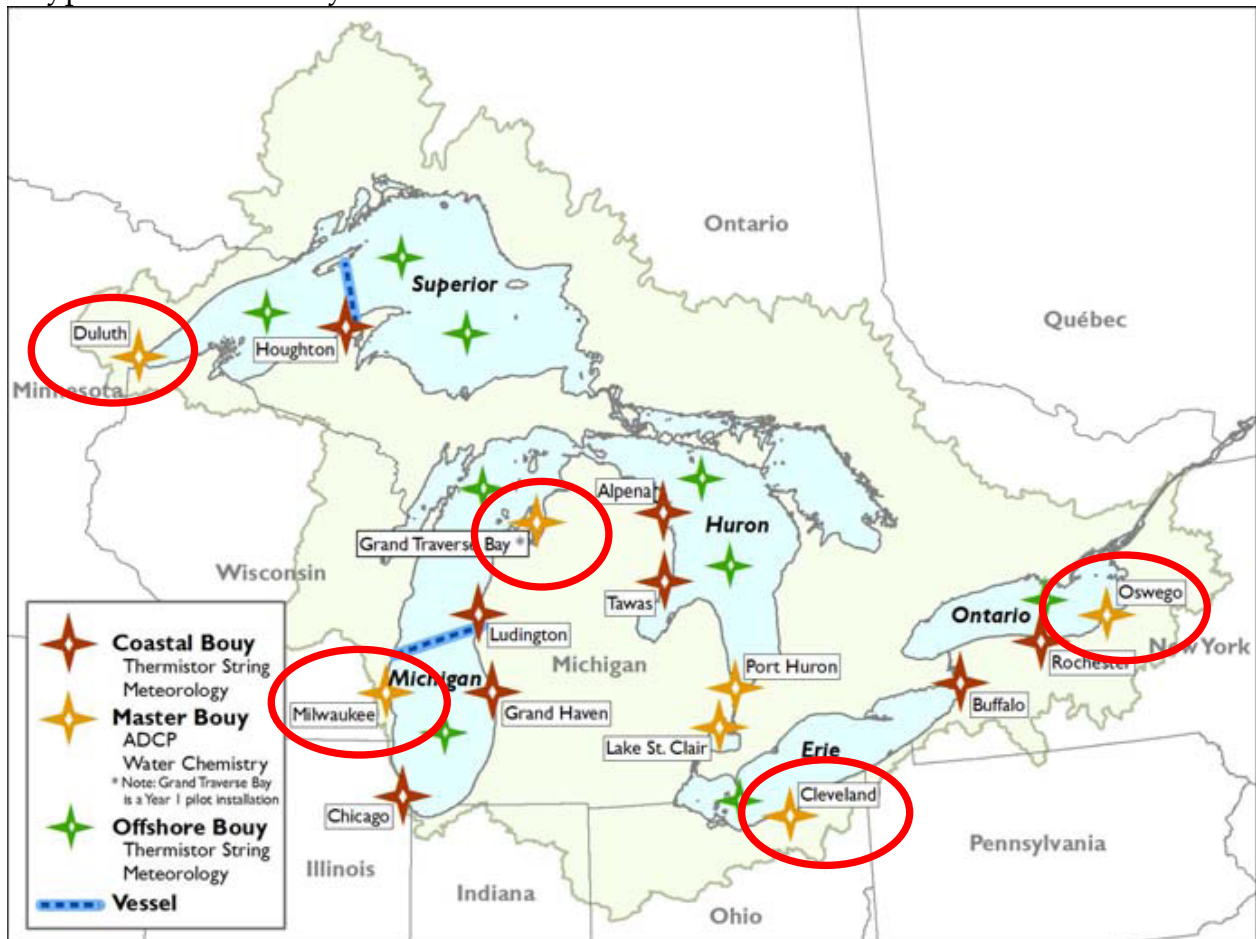 Ontario
Superior
Québec
Duluth
Houghton
Minnesota
Alpena
Huron
Grand Traverse Bay *
Wisconsin
Tawas
Oswego
Ontario
Ludington
New York
Michigan
Rochester
Port Huron
Michigan
Milwaukee
Grand Haven
Buffalo
Lake St. Clair
Erie
Cleveland
Chicago
Pennsylvania
Illinois
Indiana
Ohio
Coastal Bouy
Thermistor String
Meteorology
Master Bouy
ADCP
Water Chemistry
* Note: Grand Traverse Bay
is a Year 1 pilot installation
Offshore Bouy
Thermistor String
Meteorology
Vessel